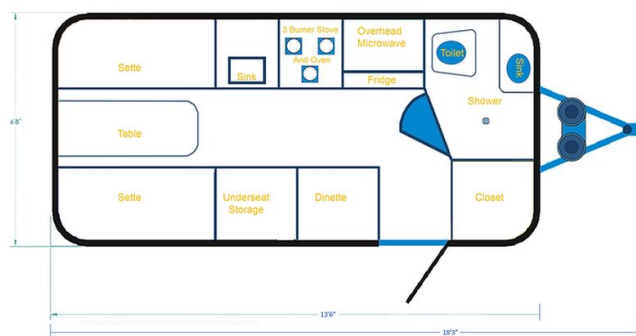 3 Burner Stove
And Oven
Overhead
Microwave
Toilet
Sink
Sette
Sink
Fridge
Shower
Table
Sette
Underseat
Storage
Dinette
Closet
6'8"
13'6"
18'3"